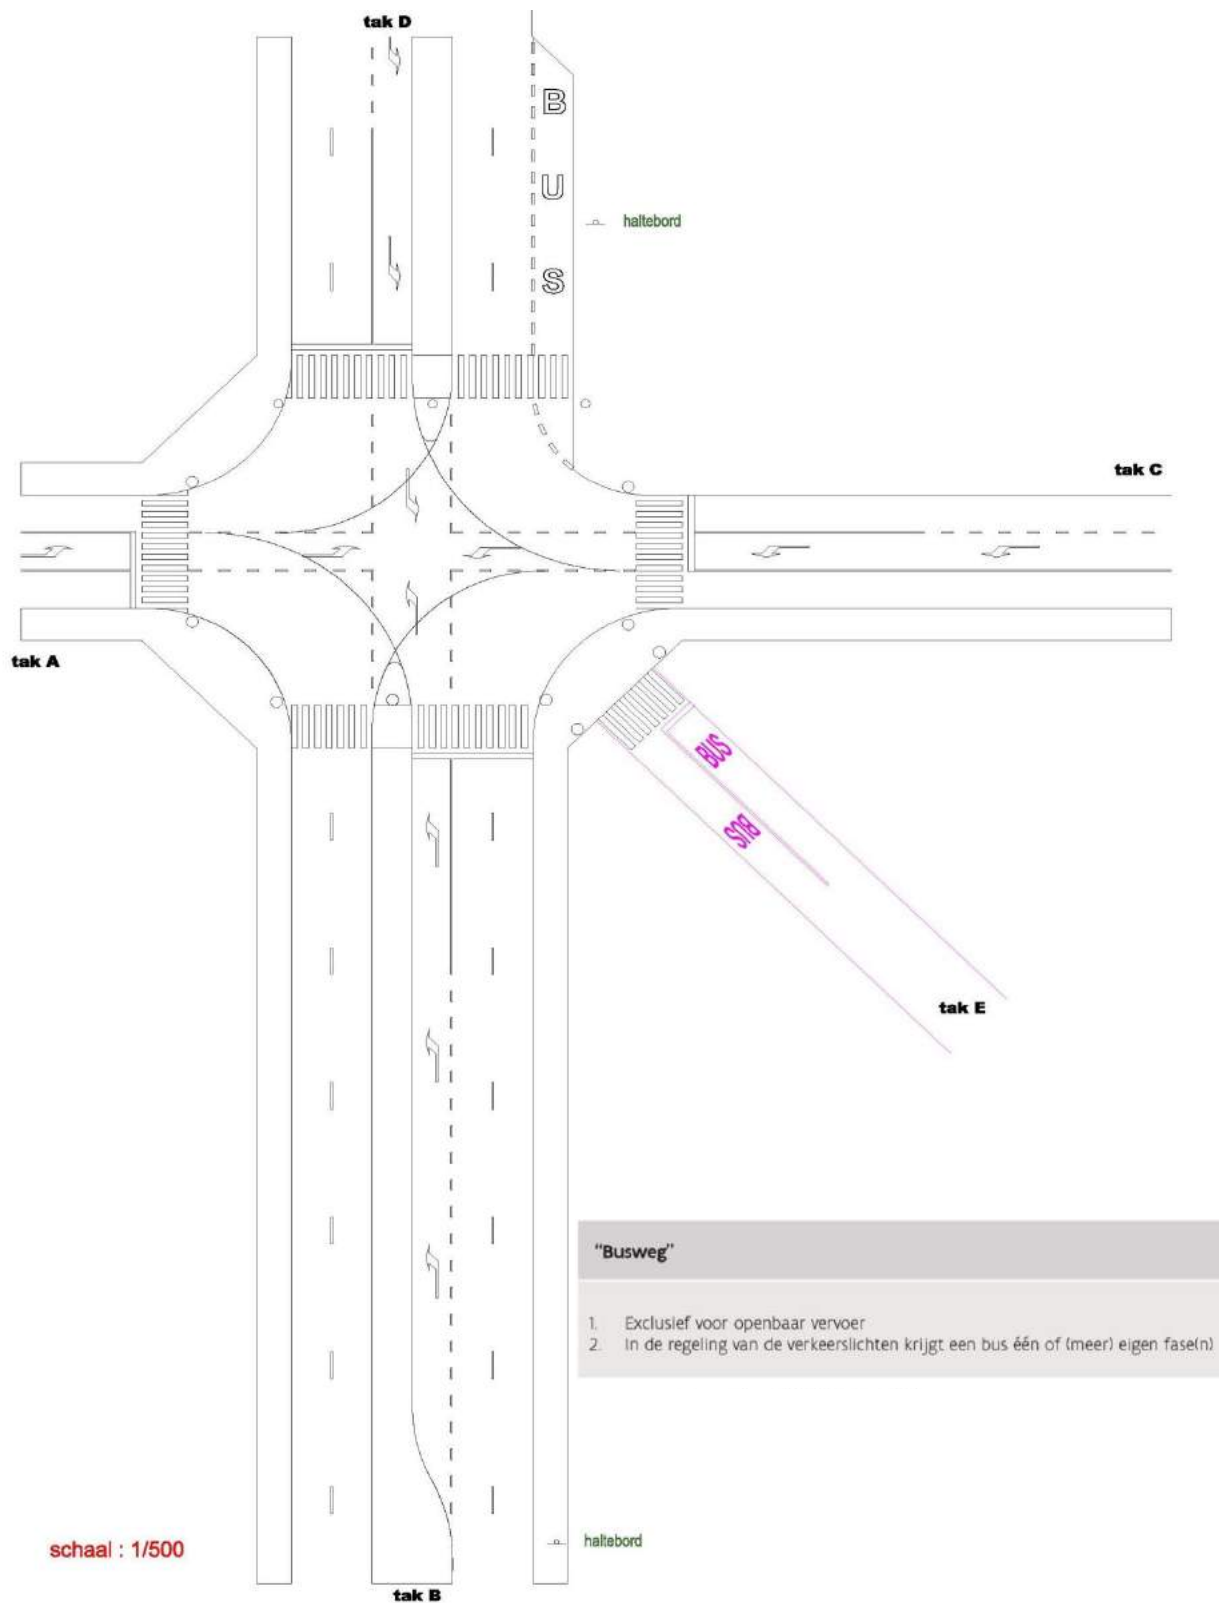 tak D
B
U
S
haltebord
tak C
tak A
BUS
BUS
tak E
"Busweg"
1. Exclusief voor openbaar vervoer
2. In de regeling van de verkeerslichten krijgt een bus één of (meer) eigen fase(n)
haltebord
schaal : 1/500
tak B